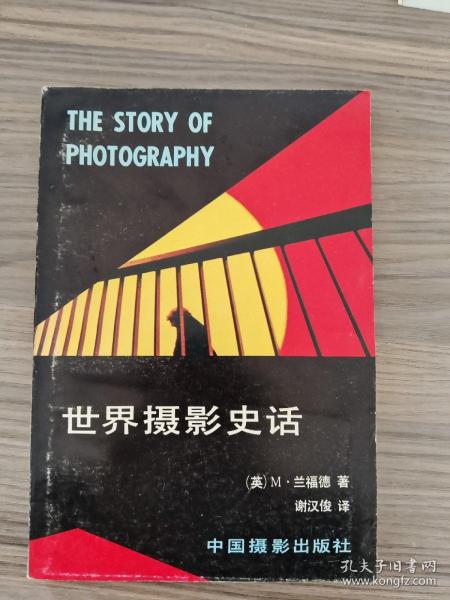 THE STORY OF
PHOTOGRAPHY
世界摄影史话
(英)M·兰福德 著
谢汉俊 译
中国摄影出版社
孔夫子旧书网
www.kongfz.com